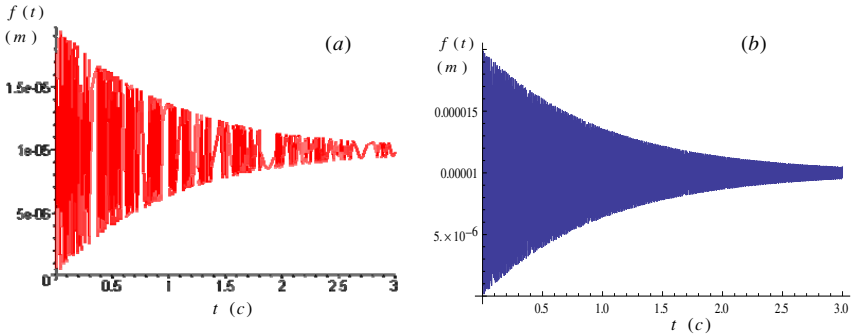 f (t)
(m)
(a)
1.5e-05
1e-05
5e-06
0
0.5
1
1.5
2
2.5
3
t (c)
f (t)
(m)
(b)
0.000015
0.00001
5.×10⁻⁶
0.5
1.0
1.5
2.0
2.5
3.0
t (c)